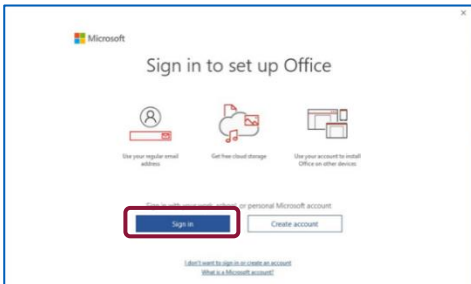 Microsoft
Sign in to set up Office
Use your regular email
address
Get free cloud storage
Use your account to install
Office on other devices
Sign in with your work, school, or personal Microsoft account
Sign in
Create account
I don't want to sign in or create an account
What is a Microsoft account?